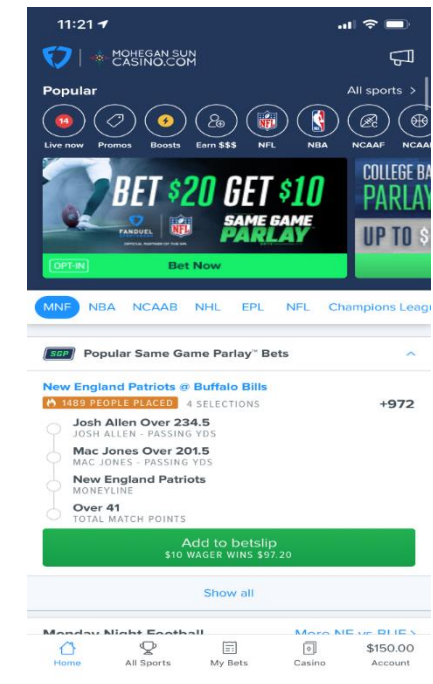 11:21
MOHEGAN SUN
CASINO.COM
Popular
All sports >
14
Live now
Promos
Boosts
Earn $$$
NFL
NBA
NCAAF
NCAA
BET $20 GET $10
FANDUEL
NFL
SAME GAME
PARLAY
OPT-IN
Bet Now
COLLEGE BA
PARLAY
UP TO $
MNF NBA NCAAB NHL EPL NFL Champions Leagu
SGP Popular Same Game Parlay™ Bets
New England Patriots @ Buffalo Bills
1489 PEOPLE PLACED 4 SELECTIONS +972
Josh Allen Over 234.5
JOSH ALLEN - PASSING YDS
Mac Jones Over 201.5
MAC JONES - PASSING YDS
New England Patriots
MONEYLINE
Over 41
TOTAL MATCH POINTS
Add to betslip
$10 WAGER WINS $97.20
Show all
Monday Night Football More NE vs BUF >
Home
All Sports
My Bets
Casino
$150.00
Account